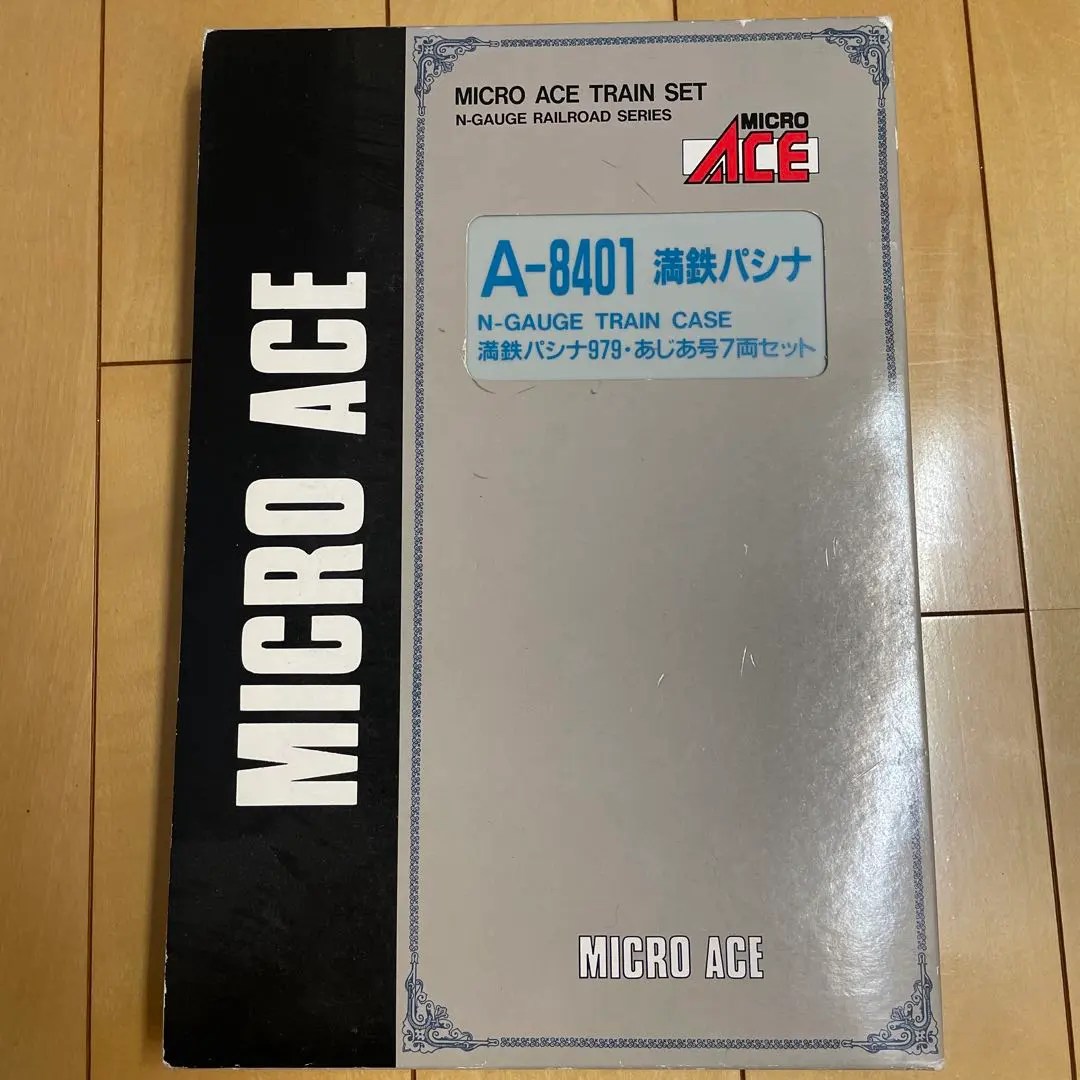 MICRO ACE
MICRO ACE TRAIN SET
N-GAUGE RAILROAD SERIES
MICRO
ACE
A-8401 満鉄パシナ
N-GAUGE TRAIN CASE
満鉄パシナ979・あじあ号7両セット
MICRO ACE